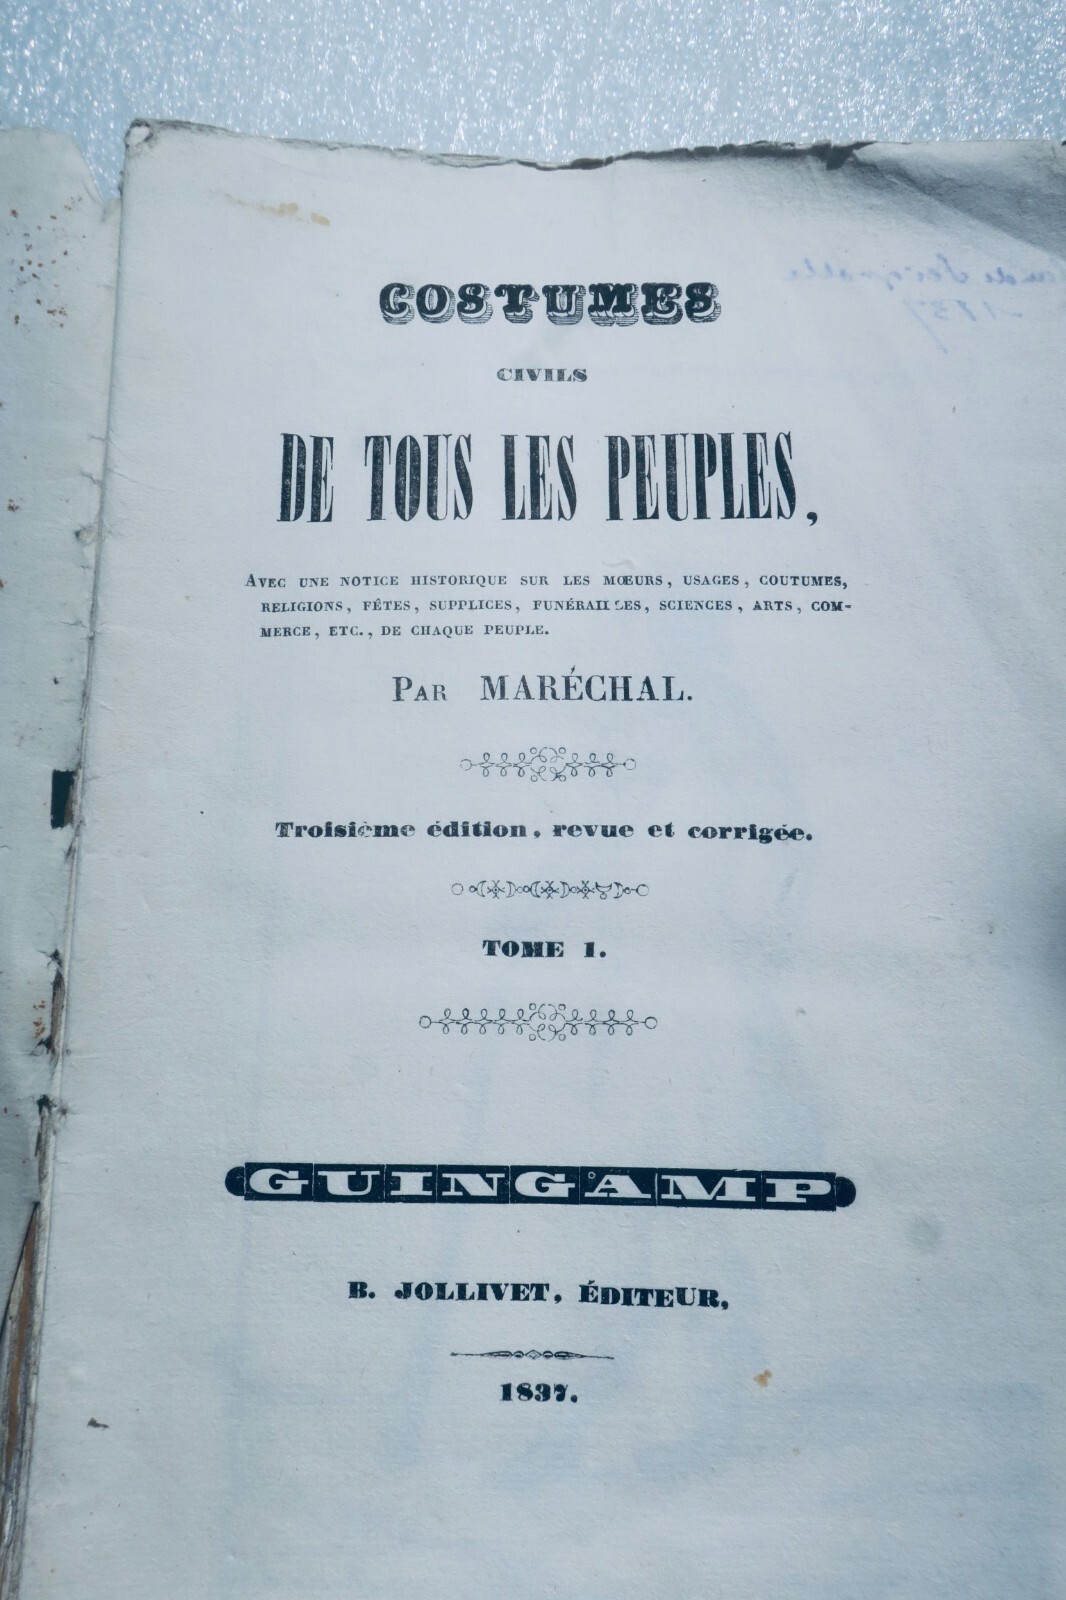 COSTUMES
CIVILS
DE TOUS LES PEUPLES,
AVEC UNE NOTICE HISTORIQUE SUR LES MŒURS, USAGES, COUTUMES,
RELIGIONS, FÊTES, SUPPLICES, FUNÉRAILLES, SCIENCES, ARTS, COM-
MERCE, ETC., DE CHAQUE PEUPLE.
PAR MARÉCHAL.
Troisième édition, revue et corrigée.
TOME 1.
GUINGAMP
B. JOLLIVET, ÉDITEUR,
1837.